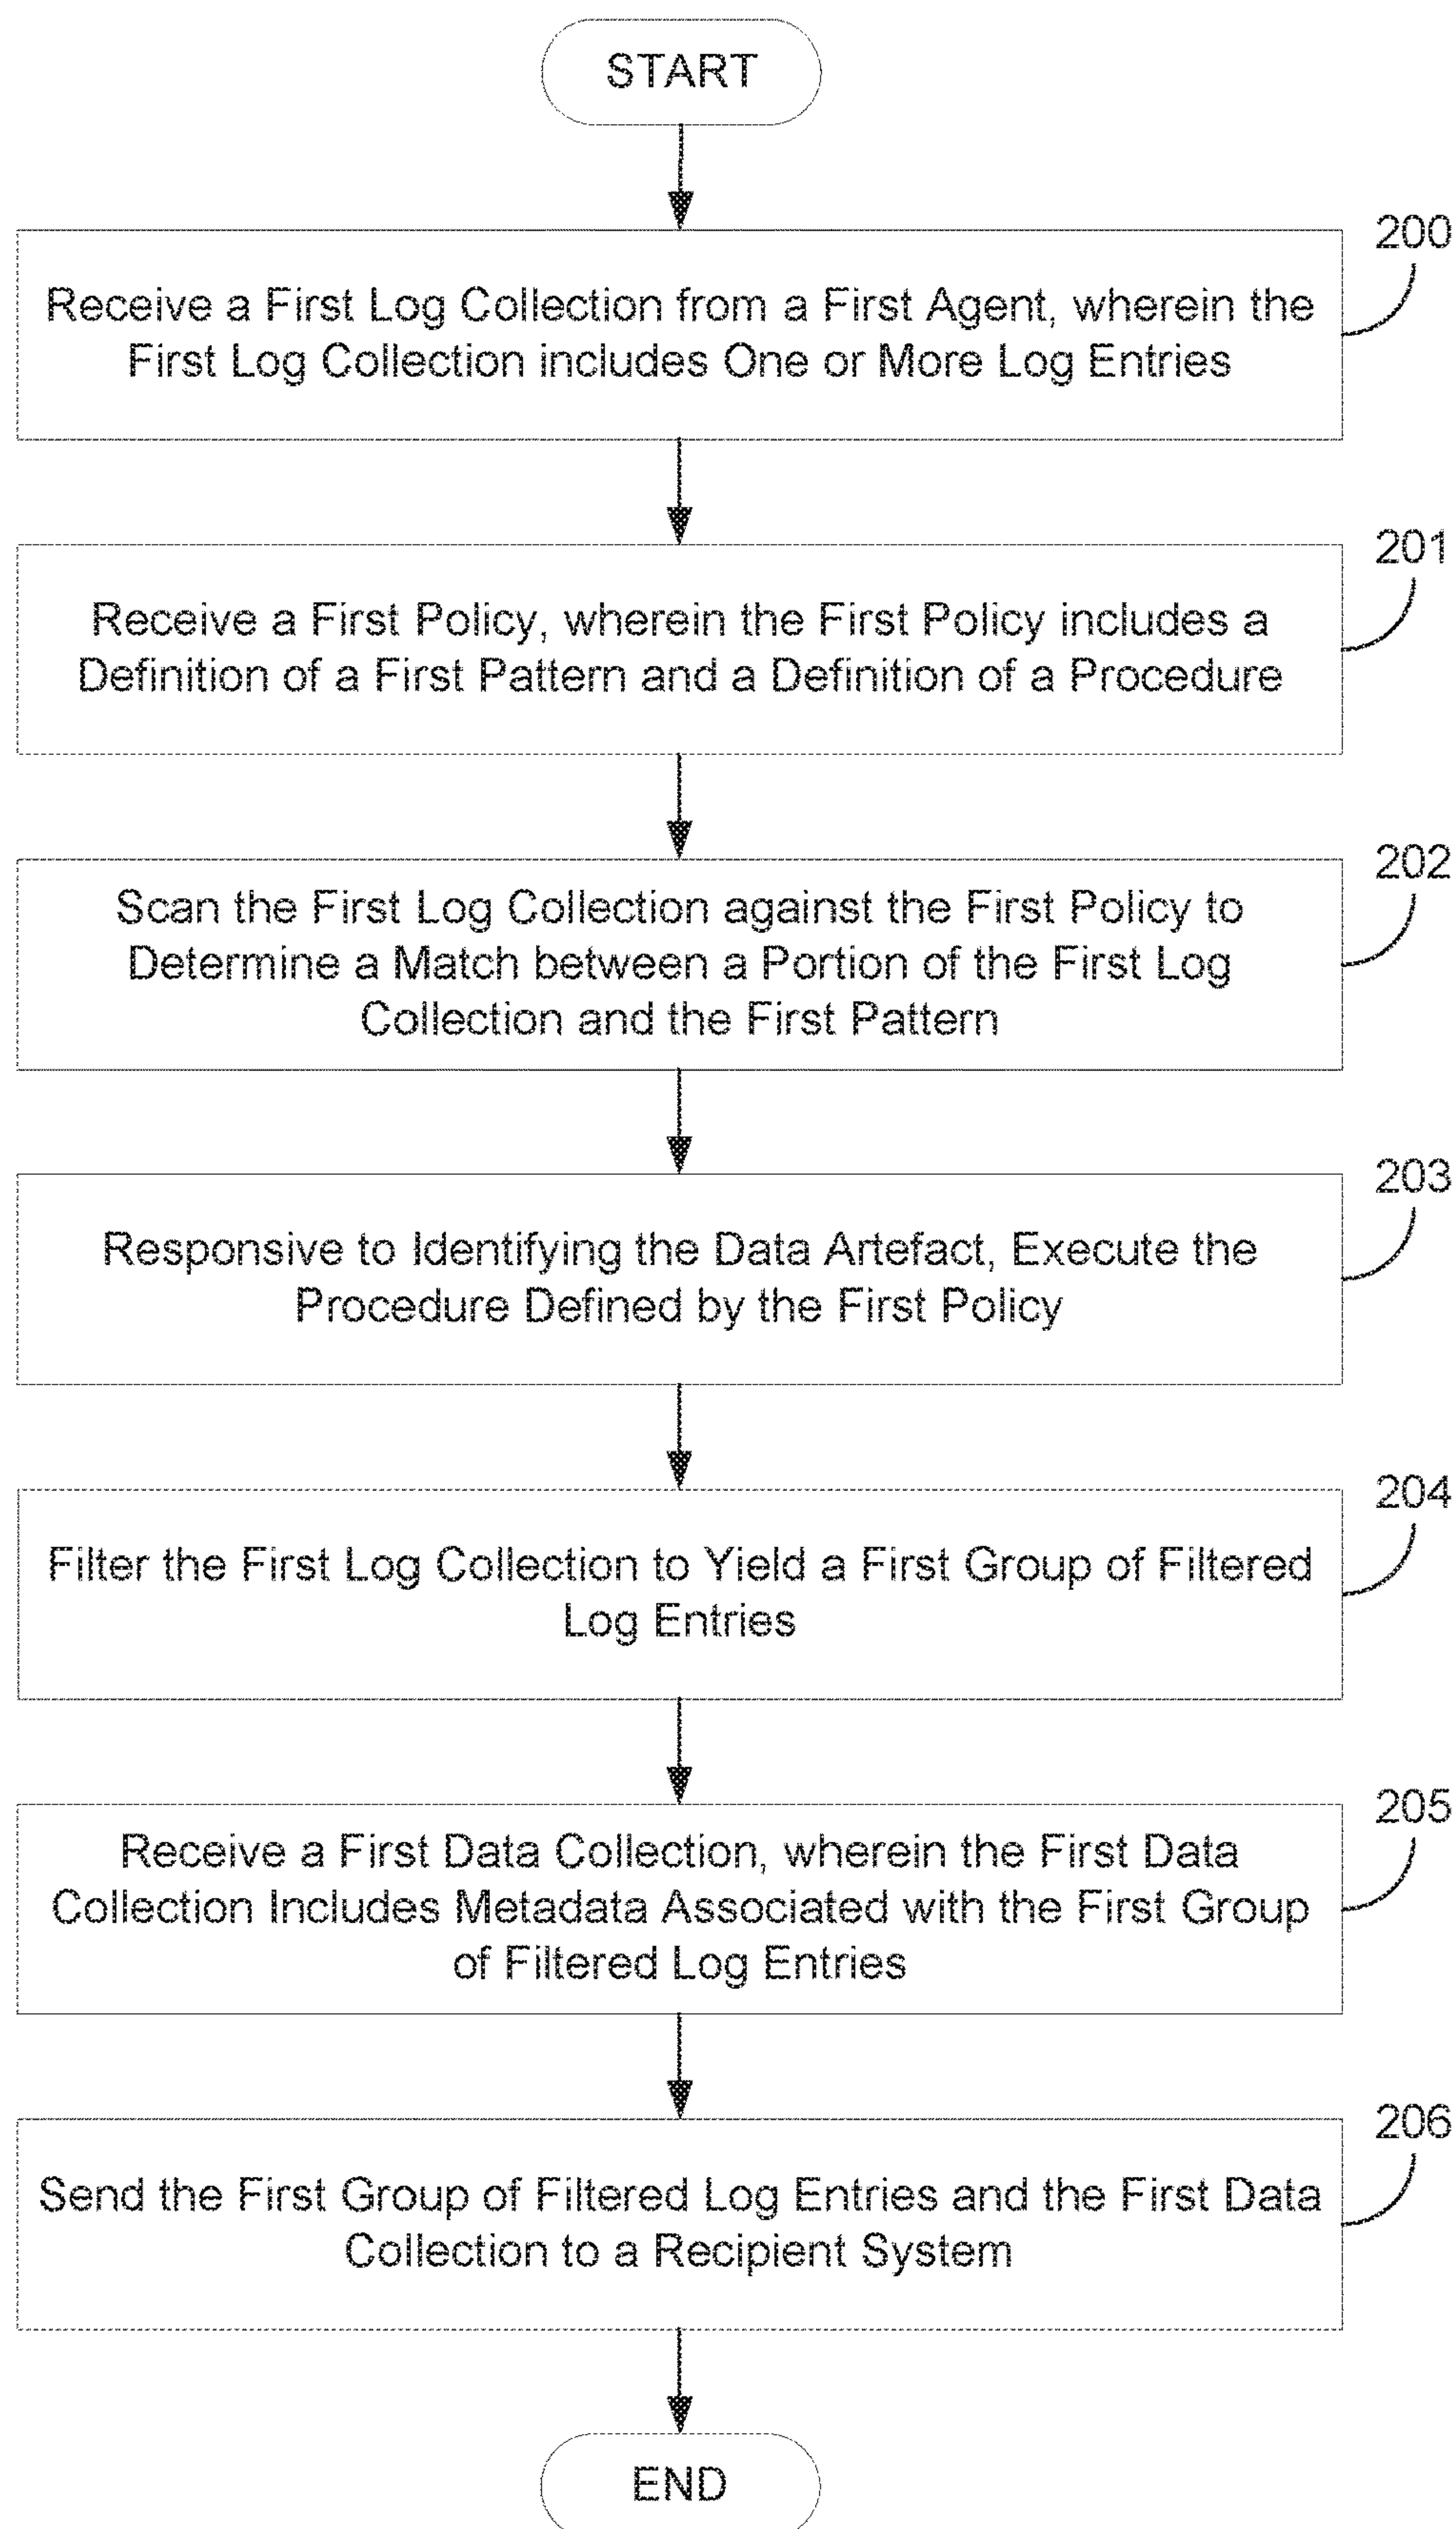 START
200
Receive a First Log Collection from a First Agent, wherein the
First Log Collection includes One or More Log Entries
201
Receive a First Policy, wherein the First Policy includes a
Definition of a First Pattern and a Definition of a Procedure
202
Scan the First Log Collection against the First Policy to
Determine a Match between a Portion of the First Log
Collection and the First Pattern
203
Responsive to Identifying the Data Artefact, Execute the
Procedure Defined by the First Policy
204
Filter the First Log Collection to Yield a First Group of Filtered
Log Entries
205
Receive a First Data Collection, wherein the First Data
Collection Includes Metadata Associated with the First Group
of Filtered Log Entries
206
Send the First Group of Filtered Log Entries and the First Data
Collection to a Recipient System
END